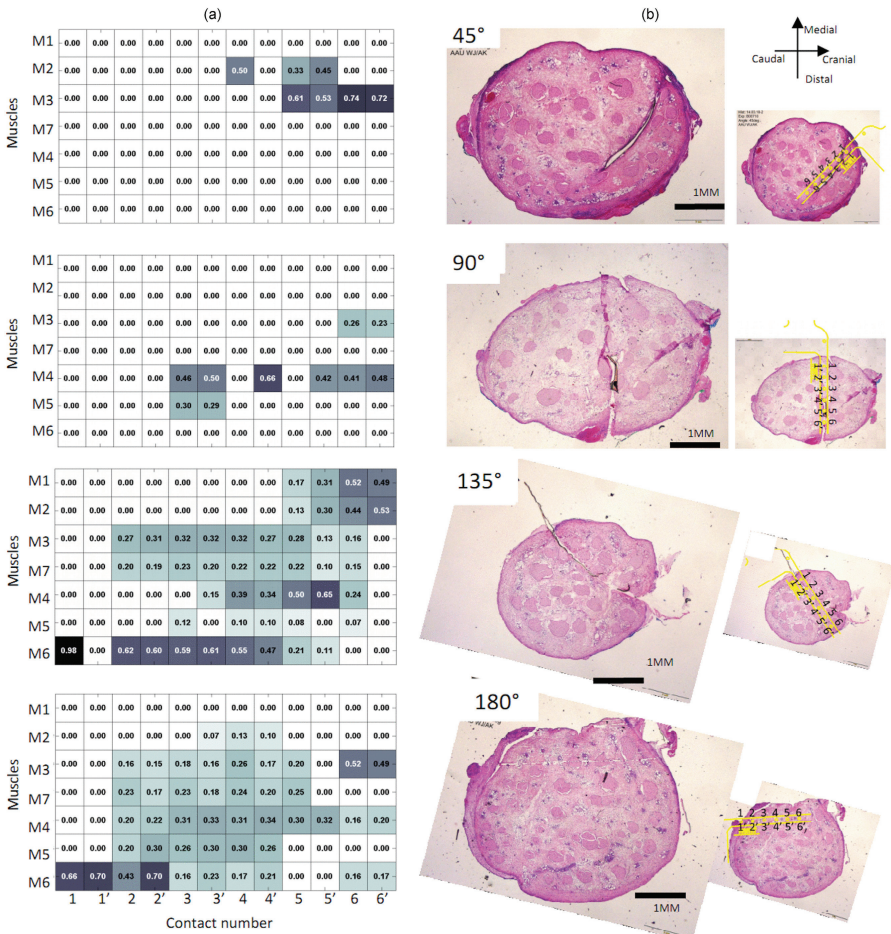 (a)
M1 0.00 0.00 0.00 0.00 0.00 0.00 0.00 0.00 0.00 0.00 0.00 0.00
M2 0.00 0.00 0.00 0.00 0.00 0.00 0.50 0.00 0.33 0.45 0.00 0.00
M3 0.00 0.00 0.00 0.00 0.00 0.00 0.00 0.00 0.61 0.53 0.74 0.72
M7 0.00 0.00 0.00 0.00 0.00 0.00 0.00 0.00 0.00 0.00 0.00 0.00
M4 0.00 0.00 0.00 0.00 0.00 0.00 0.00 0.00 0.00 0.00 0.00 0.00
M5 0.00 0.00 0.00 0.00 0.00 0.00 0.00 0.00 0.00 0.00 0.00 0.00
M6 0.00 0.00 0.00 0.00 0.00 0.00 0.00 0.00 0.00 0.00 0.00 0.00
Muscles
M1 0.00 0.00 0.00 0.00 0.00 0.00 0.00 0.00 0.00 0.00 0.00 0.00
M2 0.00 0.00 0.00 0.00 0.00 0.00 0.00 0.00 0.00 0.00 0.00 0.00
M3 0.00 0.00 0.00 0.00 0.00 0.00 0.00 0.00 0.00 0.00 0.26 0.23
M7 0.00 0.00 0.00 0.00 0.00 0.00 0.00 0.00 0.00 0.00 0.00 0.00
M4 0.00 0.00 0.00 0.00 0.46 0.50 0.00 0.66 0.00 0.42 0.41 0.48
M5 0.00 0.00 0.00 0.00 0.30 0.29 0.00 0.00 0.00 0.00 0.00 0.00
M6 0.00 0.00 0.00 0.00 0.00 0.00 0.00 0.00 0.00 0.00 0.00 0.00
Muscles
M1 0.00 0.00 0.00 0.00 0.00 0.00 0.00 0.00 0.17 0.31 0.52 0.49
M2 0.00 0.00 0.00 0.00 0.00 0.00 0.00 0.00 0.13 0.30 0.44 0.53
M3 0.00 0.00 0.27 0.31 0.32 0.32 0.32 0.27 0.28 0.13 0.16 0.00
M7 0.00 0.00 0.20 0.19 0.23 0.20 0.22 0.22 0.22 0.10 0.15 0.00
M4 0.00 0.00 0.00 0.00 0.00 0.15 0.39 0.34 0.50 0.65 0.24 0.00
M5 0.00 0.00 0.00 0.00 0.12 0.00 0.10 0.10 0.08 0.00 0.07 0.00
M6 0.98 0.00 0.62 0.60 0.59 0.61 0.55 0.47 0.21 0.11 0.00 0.00
Muscles
M1 0.00 0.00 0.00 0.00 0.00 0.00 0.00 0.00 0.00 0.00 0.00 0.00
M2 0.00 0.00 0.00 0.00 0.00 0.07 0.13 0.10 0.00 0.00 0.00 0.00
M3 0.00 0.00 0.16 0.15 0.18 0.16 0.26 0.17 0.20 0.00 0.52 0.49
M7 0.00 0.00 0.23 0.17 0.23 0.18 0.24 0.20 0.25 0.00 0.00 0.00
M4 0.00 0.00 0.20 0.22 0.31 0.33 0.31 0.34 0.30 0.32 0.16 0.20
M5 0.00 0.00 0.20 0.30 0.26 0.30 0.30 0.26 0.00 0.00 0.00 0.00
M6 0.66 0.70 0.43 0.70 0.16 0.23 0.17 0.21 0.00 0.00 0.16 0.17
Muscles
1 1’ 2 2’ 3 3’ 4 4’ 5 5’ 6 6’
Contact number
(b)
45°
AAU WJ/AK
1MM
Medial
Caudal Cranial
Distal
AAU WJ/AK
1 2 3 4 5 6
90°
1MM
1 2 3 4 5 6
1’ 2’ 3’ 4’ 5’ 6’
135°
1MM
1 2 3 4 5 6
1’ 2’ 3’ 4’ 5’ 6’
180°
WJ/AK
1MM
1 2 3 4 5 6
1’ 2’ 3’ 4’ 5’ 6’